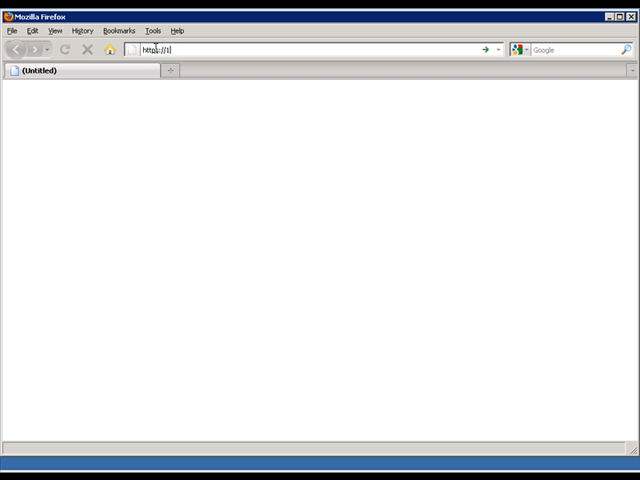 Mozilla Firefox
File Edit View History Bookmarks Tools Help
https://1 Google
(Untitled)